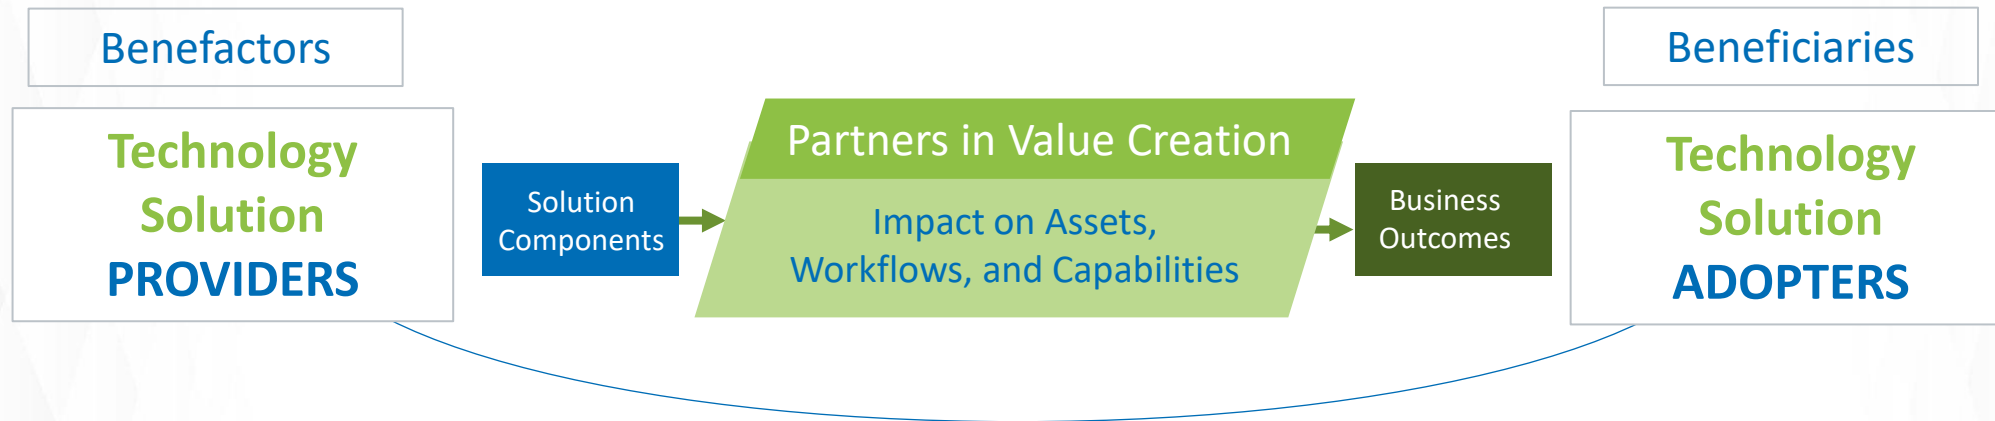 Benefactors
Technology
Solution
PROVIDERS
Solution
Components
Partners in Value Creation
Impact on Assets,
Workflows, and Capabilities
Business
Outcomes
Beneficiaries
Technology
Solution
ADOPTERS